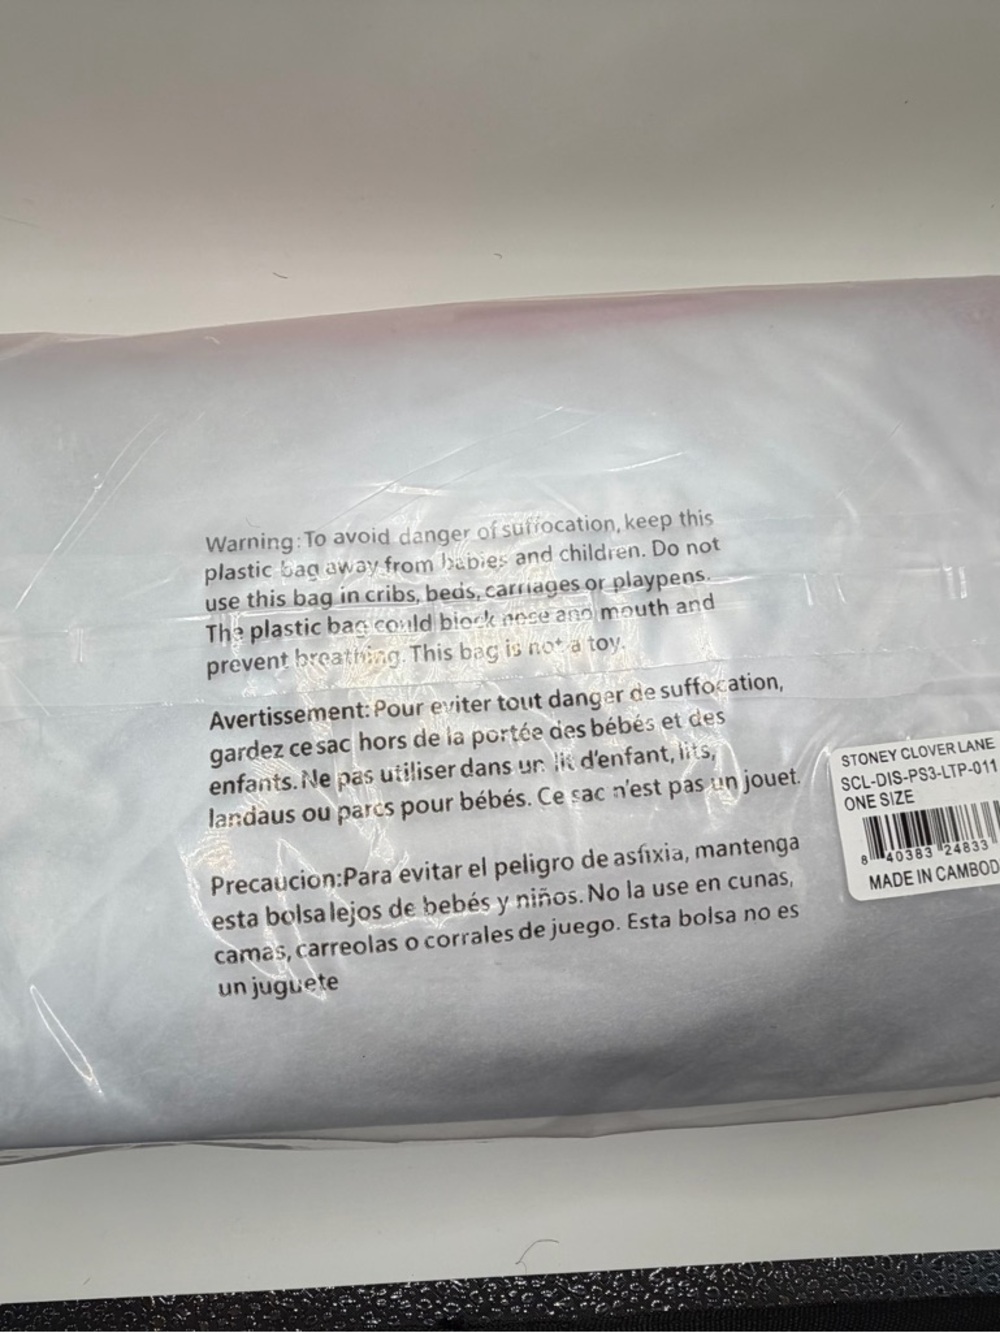 Warning:To avoid danger of suffocation, keep this
plastic bag away from babies and children. Do not
use this bag in cribs, beds, carriages or playpens.
The plastic bag could block nose and mouth and
prevent breathing. This bag is not a toy.
Avertissement:Pour eviter tout danger de suffocation,
gardez ce sac hors de la portée des bébés et des
enfants. Ne pas utiliser dans un lit d'enfant, lits,
landaus ou parcs pour bébés. Ce sac n'est pas un jouet.
Precaucion:Para evitar el peligro de asfixia, mantenga
esta bolsa lejos de bebés y niños. No la use en cunas,
camas, carreolas o corrales de juego. Esta bolsa no es
un juguete
STONEY CLOVER LANE
SCL-DIS-PS3-LTP-011
ONE SIZE
8 40383 24833
MADE IN CAMBOD